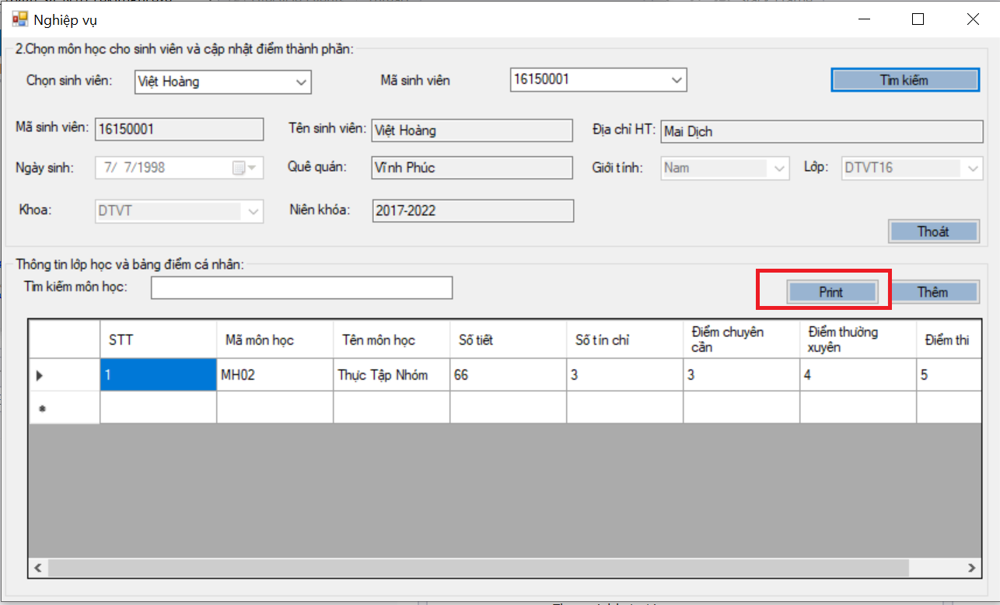 Nghiệp vụ
2.Chọn môn học cho sinh viên và cập nhật điểm thành phần:
Chọn sinh viên: Việt Hoàng Mã sinh viên 16150001 Tìm kiếm
Mã sinh viên: 16150001 Tên sinh viên: Việt Hoàng Địa chỉ HT: Mai Dịch
Ngày sinh: 7/ 7/1998 Quê quán: Vĩnh Phúc Giới tính: Nam Lớp: DTVT16
Khoa: DTVT Niên khóa: 2017-2022
Thoát
Thông tin lớp học và bảng điểm cá nhân:
Tìm kiếm môn học: Print Thêm
STT Mã môn học Tên môn học Số tiết Số tín chỉ Điểm chuyên cần Điểm thường xuyên Điểm thi
1 MH02 Thực Tập Nhóm 66 3 3 4 5